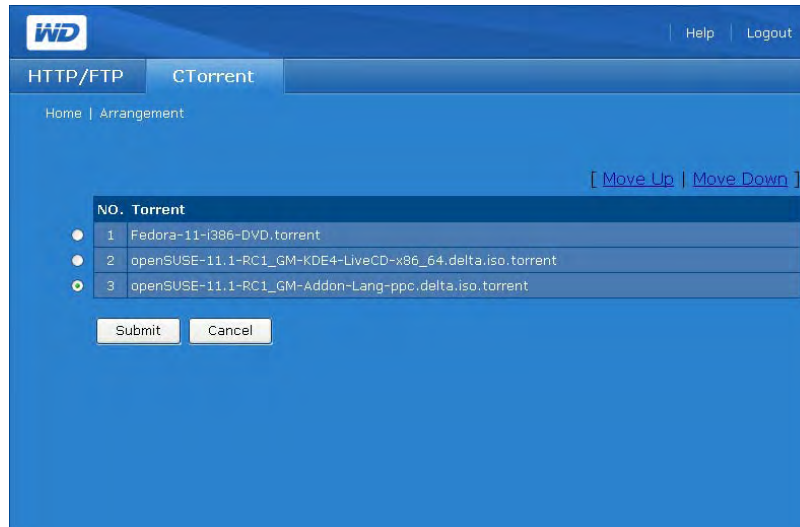 WD
Help | Logout
HTTP/FTP CTorrent
Home | Arrangement
[ Move Up | Move Down ]
NO. Torrent
1 Fedora-11-i386-DVD.torrent
2 openSUSE-11.1-RC1_GM-KDE4-LiveCD-x86_64.delta.iso.torrent
3 openSUSE-11.1-RC1_GM-Addon-Lang-ppc.delta.iso.torrent
Submit Cancel